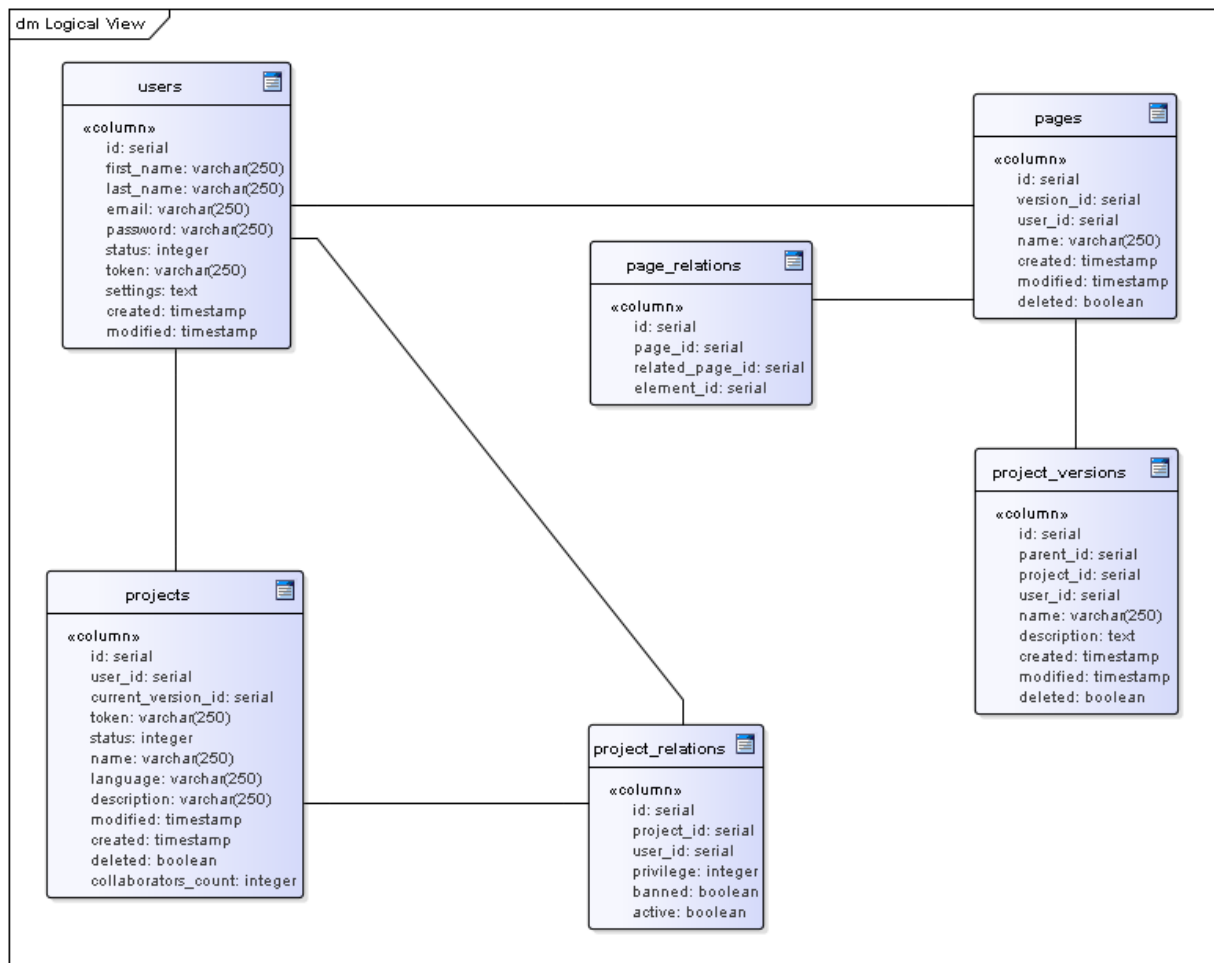 dm Logical View
users
«column»
id: serial
first_name: varchar(250)
last_name: varchar(250)
email: varchar(250)
password: varchar(250)
status: integer
token: varchar(250)
settings: text
created: timestamp
modified: timestamp
pages
«column»
id: serial
version_id: serial
user_id: serial
name: varchar(250)
created: timestamp
modified: timestamp
deleted: boolean
page_relations
«column»
id: serial
page_id: serial
related_page_id: serial
element_id: serial
project_versions
«column»
id: serial
parent_id: serial
project_id: serial
user_id: serial
name: varchar(250)
description: text
created: timestamp
modified: timestamp
deleted: boolean
projects
«column»
id: serial
user_id: serial
current_version_id: serial
token: varchar(250)
status: integer
name: varchar(250)
language: varchar(250)
description: varchar(250)
modified: timestamp
created: timestamp
deleted: boolean
collaborators_count: integer
project_relations
«column»
id: serial
project_id: serial
user_id: serial
privilege: integer
banned: boolean
active: boolean